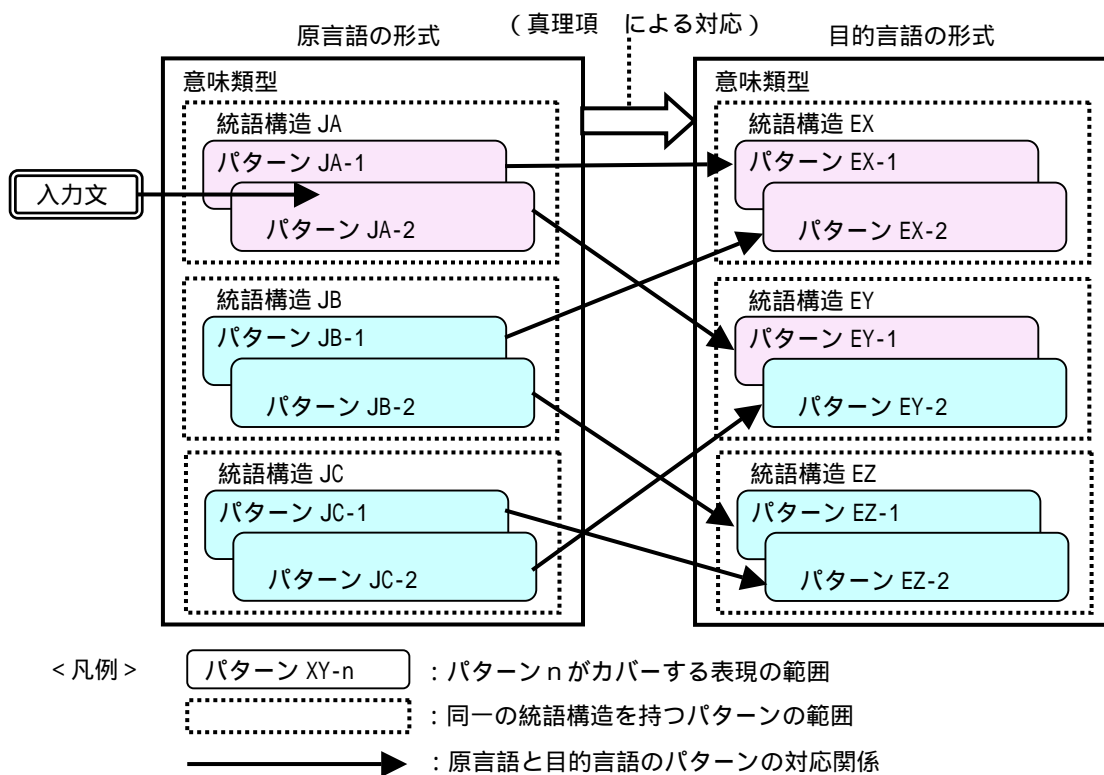 原言語の形式
(真理項 による対応)
目的言語の形式
意味類型
統語構造 JA
パターン JA-1
パターン JA-2
入力文
統語構造 JB
パターン JB-1
パターン JB-2
統語構造 JC
パターン JC-1
パターン JC-2
意味類型
統語構造 EX
パターン EX-1
パターン EX-2
統語構造 EY
パターン EY-1
パターン EY-2
統語構造 EZ
パターン EZ-1
パターン EZ-2
<凡例>
パターン XY-n
:パターンnがカバーする表現の範囲
:同一の統語構造を持つパターンの範囲
:原言語と目的言語のパターンの対応関係